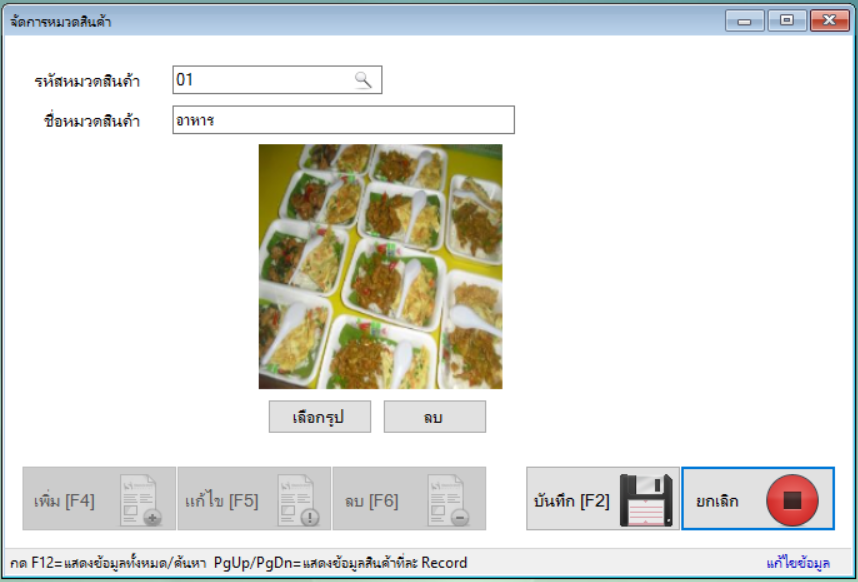 จัดการหมวดสินค้า
รหัสหมวดสินค้า 01
ชื่อหมวดสินค้า อาหาร
เลือกรูป ลบ
เพิ่ม [F4] แก้ไข [F5] ลบ [F6] บันทึก [F2] ยกเลิก
กด F12=แสดงข้อมูลทั้งหมด/ค้นหา PgUp/PgDn=แสดงข้อมูลสินค้าทีละ Record แก้ไขข้อมูล